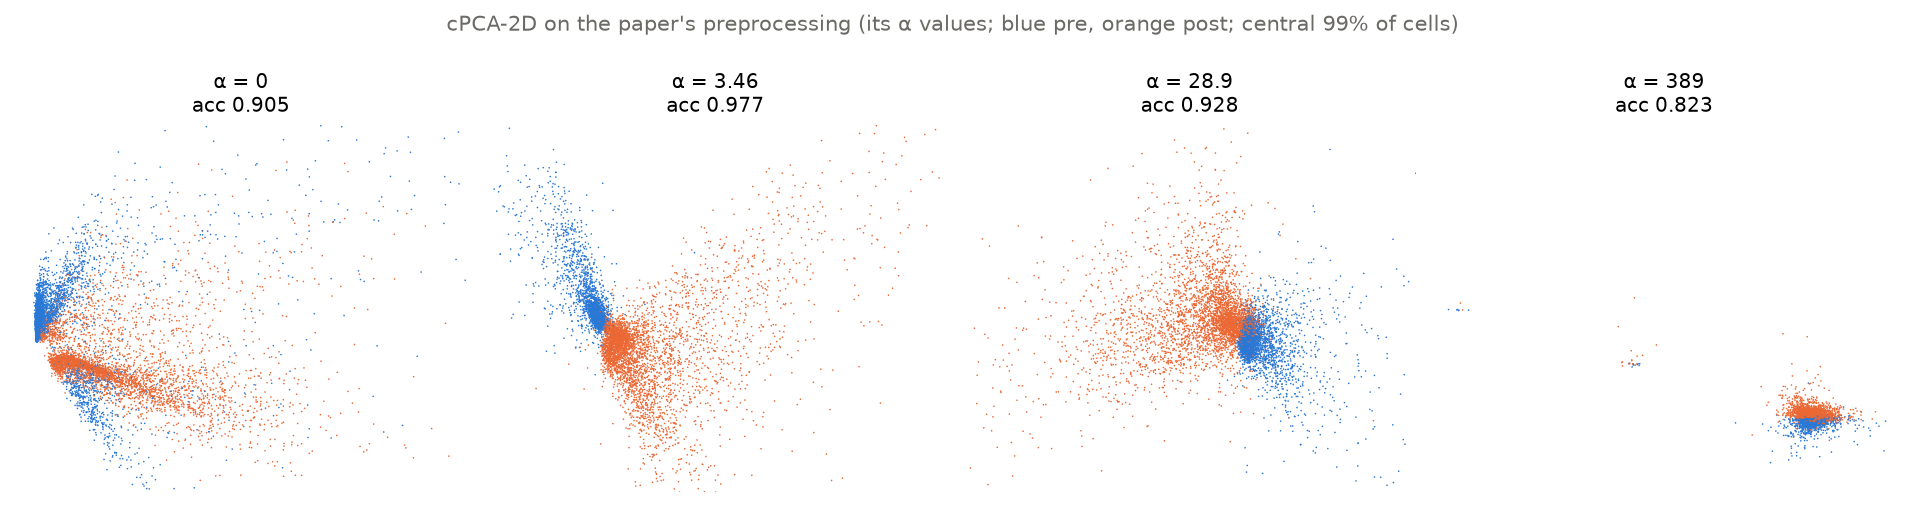 cPCA-2D on the paper's preprocessing (its α values; blue pre, orange post; central 99% of cells)
α = 0
acc 0.905
α = 3.46
acc 0.977
α = 28.9
acc 0.928
α = 389
acc 0.823